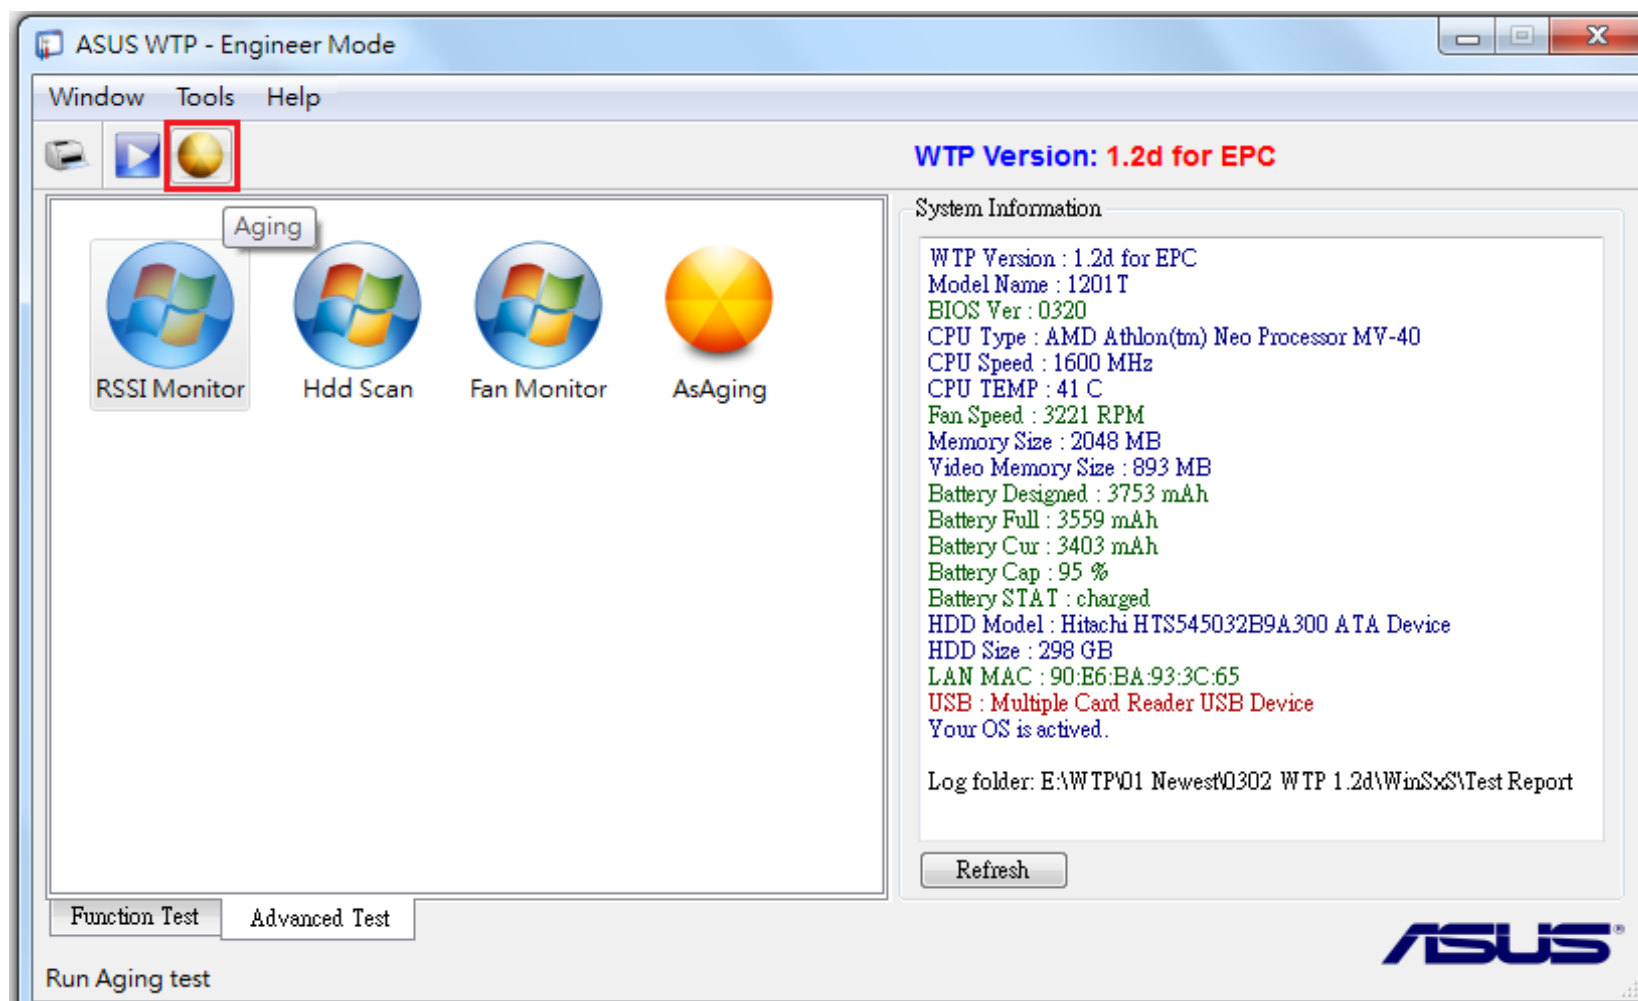 ASUS WTP - Engineer Mode
Window Tools Help
WTP Version: 1.2d for EPC
Aging
RSSI Monitor
Hdd Scan
Fan Monitor
AsAging
System Information
WTP Version : 1.2d for EPC
Model Name : 1201T
BIOS Ver : 0320
CPU Type : AMD Athlon(tm) Neo Processor MV-40
CPU Speed : 1600 MHz
CPU TEMP : 41 C
Fan Speed : 3221 RPM
Memory Size : 2048 MB
Video Memory Size : 893 MB
Battery Designed : 3753 mAh
Battery Full : 3559 mAh
Battery Cur : 3403 mAh
Battery Cap : 95 %
Battery STAT : charged
HDD Model : Hitachi HTS545032B9A300 ATA Device
HDD Size : 298 GB
LAN MAC : 90:E6:BA:93:3C:65
USB : Multiple Card Reader USB Device
Your OS is actived.
Log folder: E:\WTP\01 Newest\0302 WTP 1.2d\WinSxS\Test Report
Refresh
Function Test
Advanced Test
ASUS®
Run Aging test